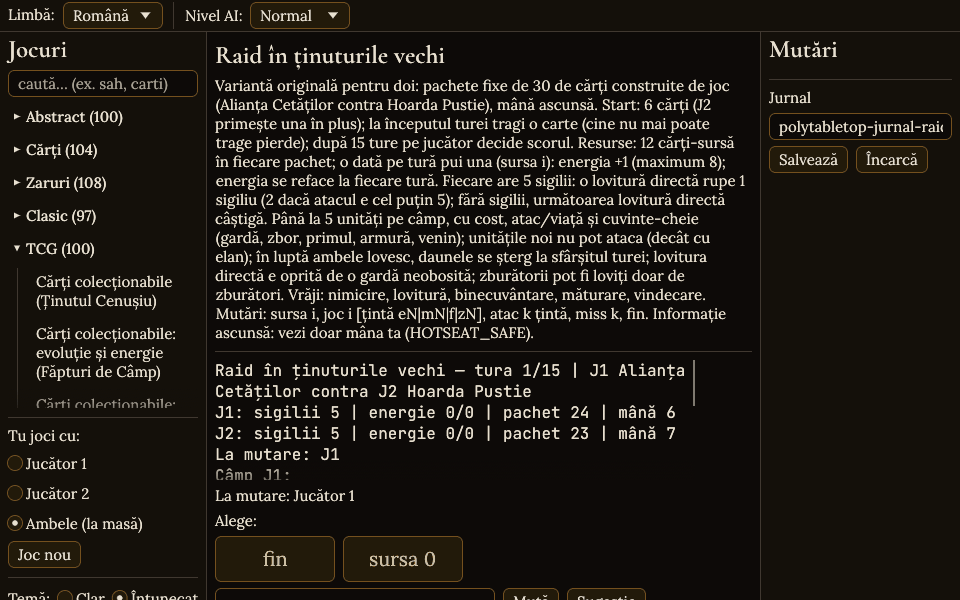 Limbă: Română ▼ Nivel AI: Normal ▼
Jocuri
caută... (ex. sah, carti)
▸ Abstract (100)
▸ Cărți (104)
▸ Zaruri (108)
▸ Clasic (97)
▾ TCG (100)
Cărți colecționabile
(Ținutul Cenușiu)
Cărți colecționabile:
evoluție și energie
(Făpturi de Câmp)
Cărți colecționabile:
Tu joci cu:
Jucător 1
Jucător 2
Ambele (la masă)
Joc nou
Temă: Clar Întunecat
Raid în ținuturile vechi
Variantă originală pentru doi: pachete fixe de 30 de cărți construite de joc
(Alianța Cetăților contra Hoarda Pustie), mână ascunsă. Start: 6 cărți (J2
primește una în plus); la începutul turei tragi o carte (cine nu mai poate
trage pierde); după 15 ture pe jucător decide scorul. Resurse: 12 cărți-sursă
în fiecare pachet; o dată pe tură pui una (sursa i): energia +1 (maximum 8);
energia se reface la fiecare tură. Fiecare are 5 sigilii: o lovitură directă rupe 1
sigiliu (2 dacă atacul e cel puțin 5); fără sigilii, următoarea lovitură directă
câștigă. Până la 5 unități pe câmp, cu cost, atac/viață și cuvinte-cheie
(gardă, zbor, primul, armură, venin); unitățile noi nu pot ataca (decât cu
elan); în luptă ambele lovesc, daunele se șterg la sfârșitul turei; lovitura
directă e oprită de o gardă neobosită; zburătorii pot fi loviți doar de
zburători. Vrăji: nimicire, lovitură, binecuvântare, măturare, vindecare.
Mutări: sursa i, joc i [țintă eN|mN|f|zN], atac k țintă, miss k, fin. Informație
ascunsă: vezi doar mâna ta (HOTSEAT_SAFE).
Raid în ținuturile vechi — tura 1/15 | J1 Alianța
Cetăților contra J2 Hoarda Pustie
J1: sigilii 5 | energie 0/0 | pachet 24 | mână 6
J2: sigilii 5 | energie 0/0 | pachet 23 | mână 7
La mutare: J1
Câmp J1:
La mutare: Jucător 1
Alege:
fin sursa 0
Mută Sugestie
Mutări
Jurnal
polytabletop-jurnal-raid
Salvează Încarcă